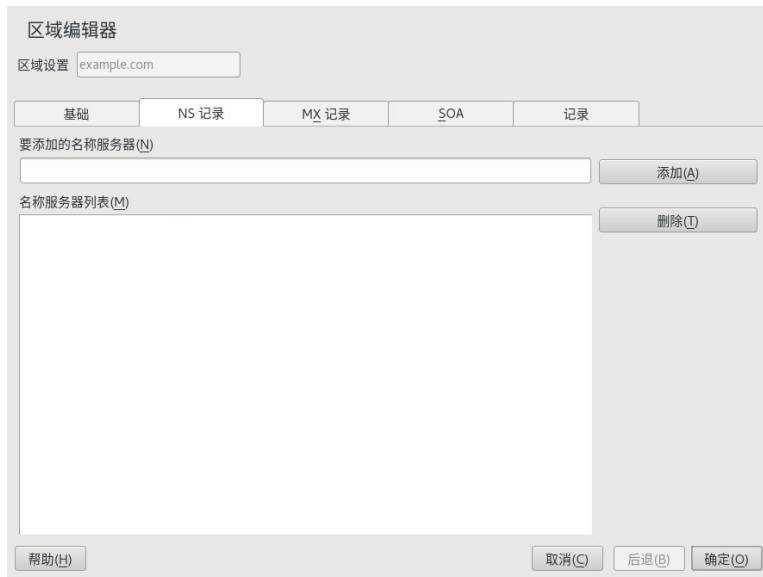 区域编辑器
区域设置 example.com
基础 NS 记录 MX 记录 SOA 记录
要添加的名称服务器(N)
添加(A)
名称服务器列表(M)
删除(T)
帮助(H) 取消(C) 后退(B) 确定(O)